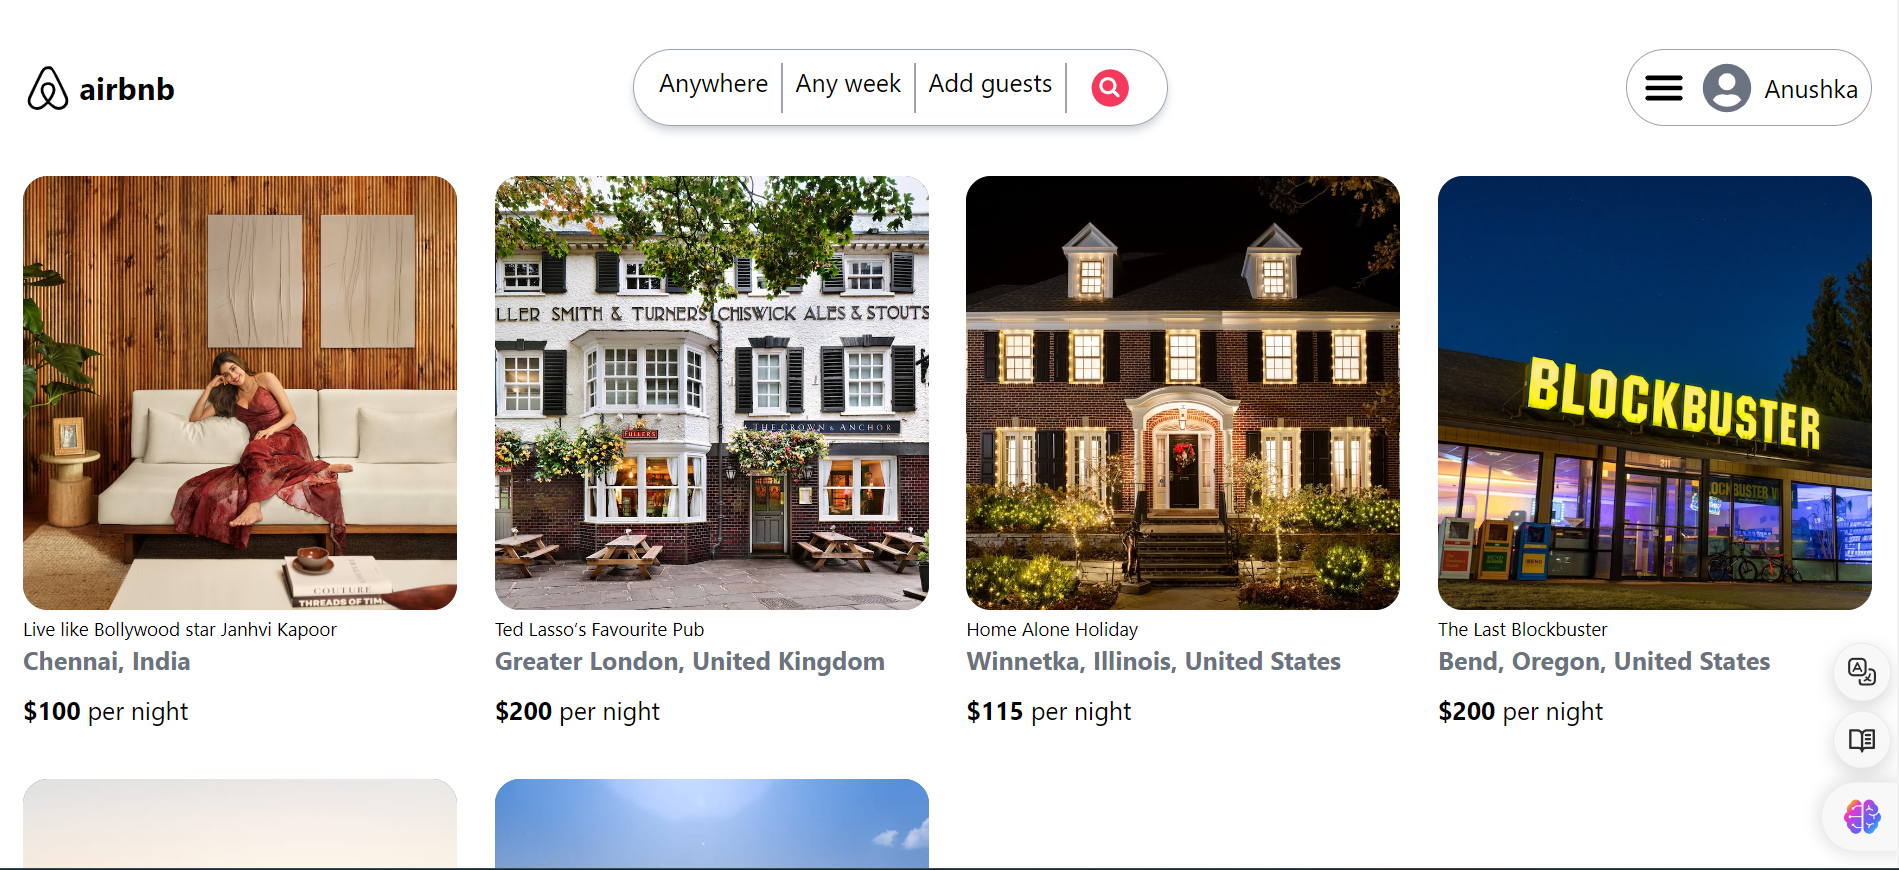 airbnb
Anywhere
Any week
Add guests
Anushka
LLER SMITH & TURNERS CHISWICK ALES & STOUTS
FULLERS
THE CROWN & ANCHOR
BLOCKBUSTER
211
BEND
COUTURE
THREADS OF TIM
Live like Bollywood star Janhvi Kapoor
Chennai, India
$100 per night
Ted Lasso’s Favourite Pub
Greater London, United Kingdom
$200 per night
Home Alone Holiday
Winnetka, Illinois, United States
$115 per night
The Last Blockbuster
Bend, Oregon, United States
$200 per night